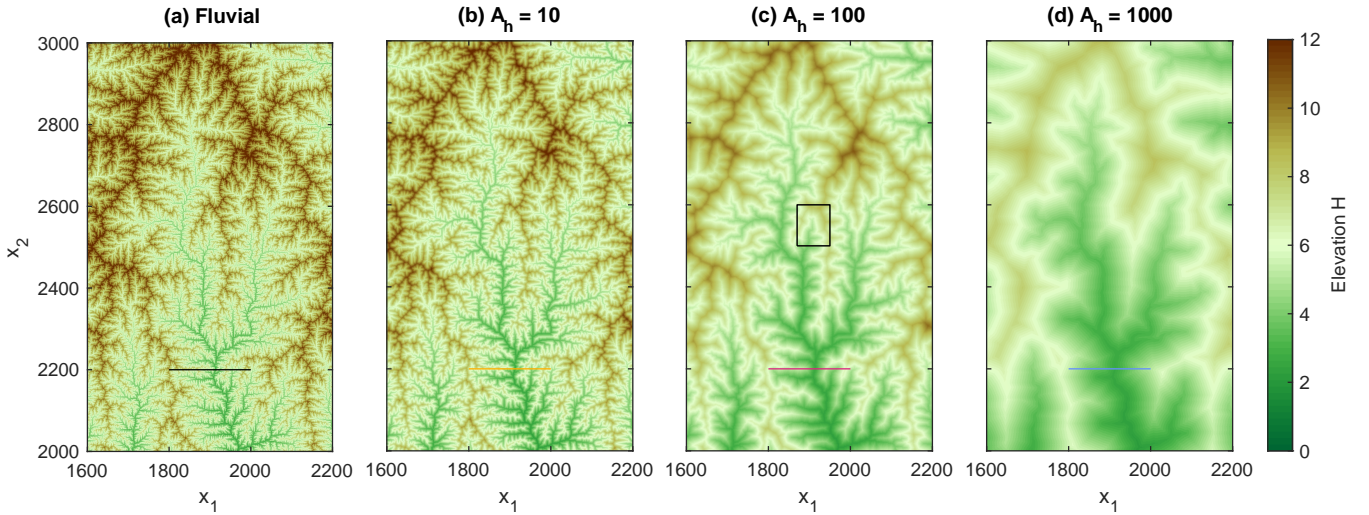 (a) Fluvial
(b) A_h = 10
(c) A_h = 100
(d) A_h = 1000
3000
2800
2600
2400
2200
2000
x_2
1600 1800 2000 2200
x_1
1600 1800 2000 2200
x_1
1600 1800 2000 2200
x_1
1600 1800 2000 2200
x_1
12
10
8
6
4
2
0
Elevation H